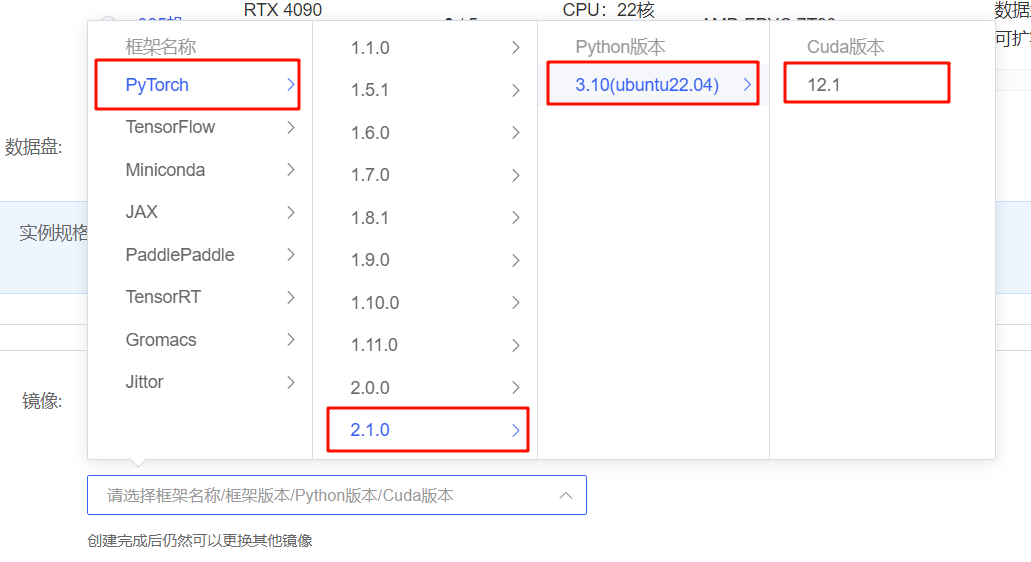 RTX 4090
CPU：22核
数据
可扩
框架名称
PyTorch
TensorFlow
Miniconda
JAX
PaddlePaddle
TensorRT
Gromacs
Jittor
1.1.0
1.5.1
1.6.0
1.7.0
1.8.1
1.9.0
1.10.0
1.11.0
2.0.0
2.1.0
Python版本
3.10(ubuntu22.04)
Cuda版本
12.1
数据盘:
实例规格
镜像:
请选择框架名称/框架版本/Python版本/Cuda版本
创建完成后仍然可以更换其他镜像